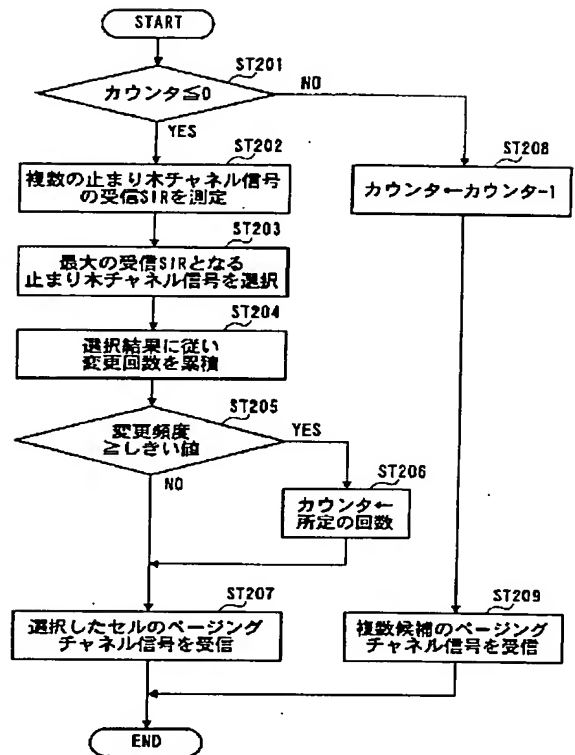 START
ST201
カウンタ≦0
NO
YES
ST202
複数の止まり木チャネル信号
の受信SIRを測定
ST208
カウンタ←カウンタ-1
ST203
最大の受信SIRとなる
止まり木チャネル信号を選択
ST204
選択結果に従い
変更回数を累積
ST205
変更頻度
≧しきい値
YES
NO
ST206
カウンタ←
所定の回数
ST207
選択したセルのページング
チャネル信号を受信
ST209
複数候補のページング
チャネル信号を受信
END